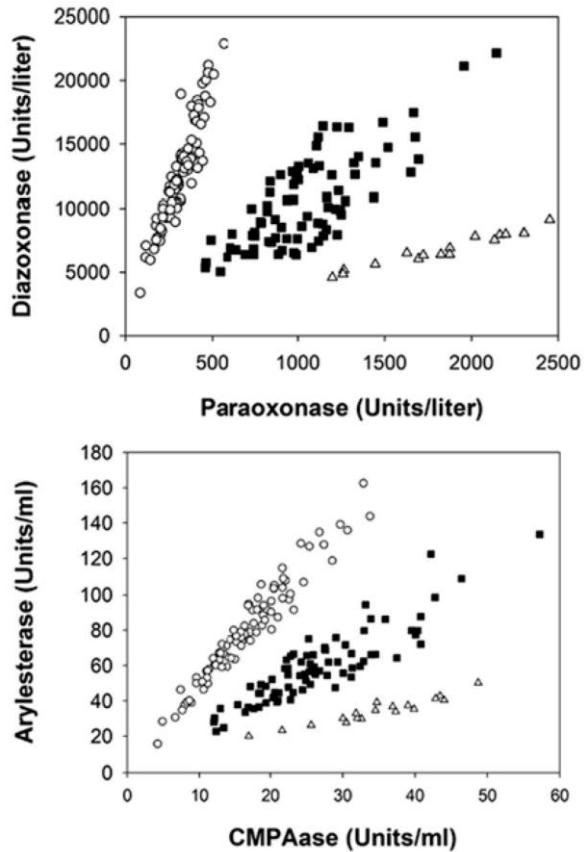 25000
20000
15000
10000
5000
0
0 500 1000 1500 2000 2500
Diazoxonase (Units/liter)
Paraoxonase (Units/liter)
180
160
140
120
100
80
60
40
20
0
0 10 20 30 40 50 60
Arylesterase (Units/ml)
CMPAase (Units/ml)